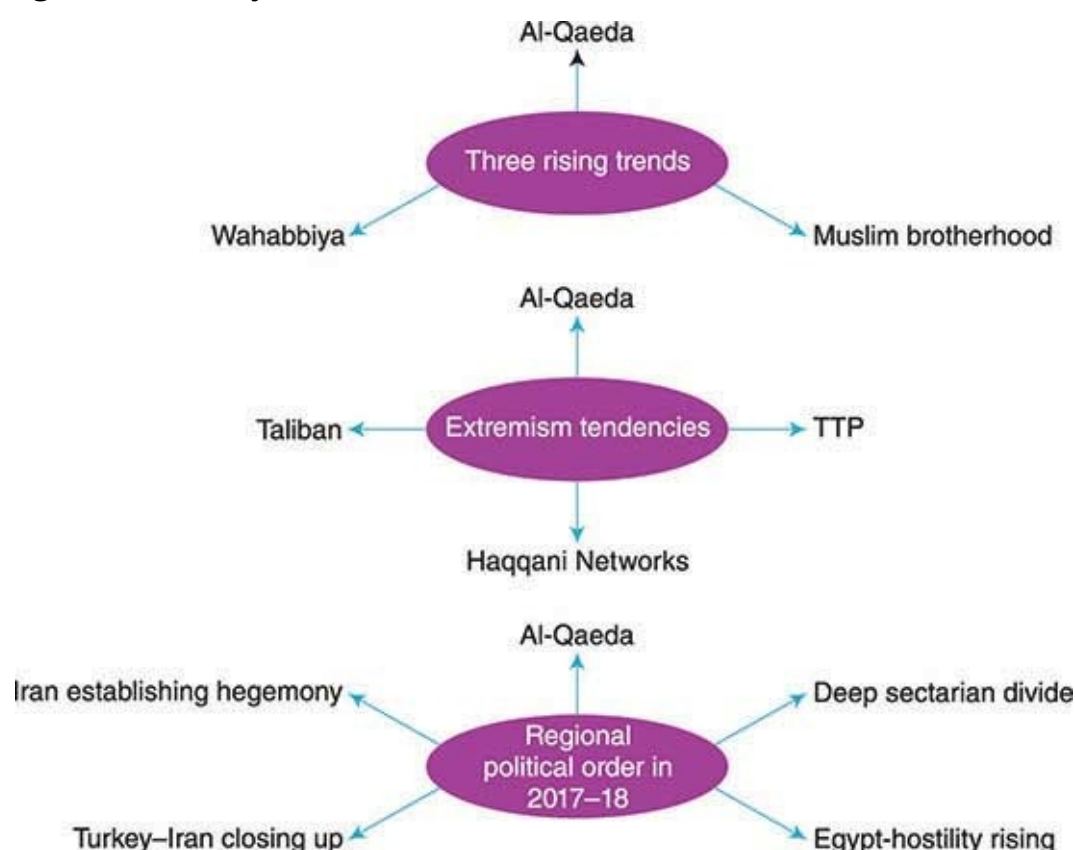 Al-Qaeda
Three rising trends
Wahabbiya
Muslim brotherhood
Al-Qaeda
Taliban
Extremism tendencies
TTP
Haqqani Networks
Al-Qaeda
Iran establishing hegemony
Deep sectarian divide
Regional
political order in
2017–18
Turkey–Iran closing up
Egypt-hostility rising